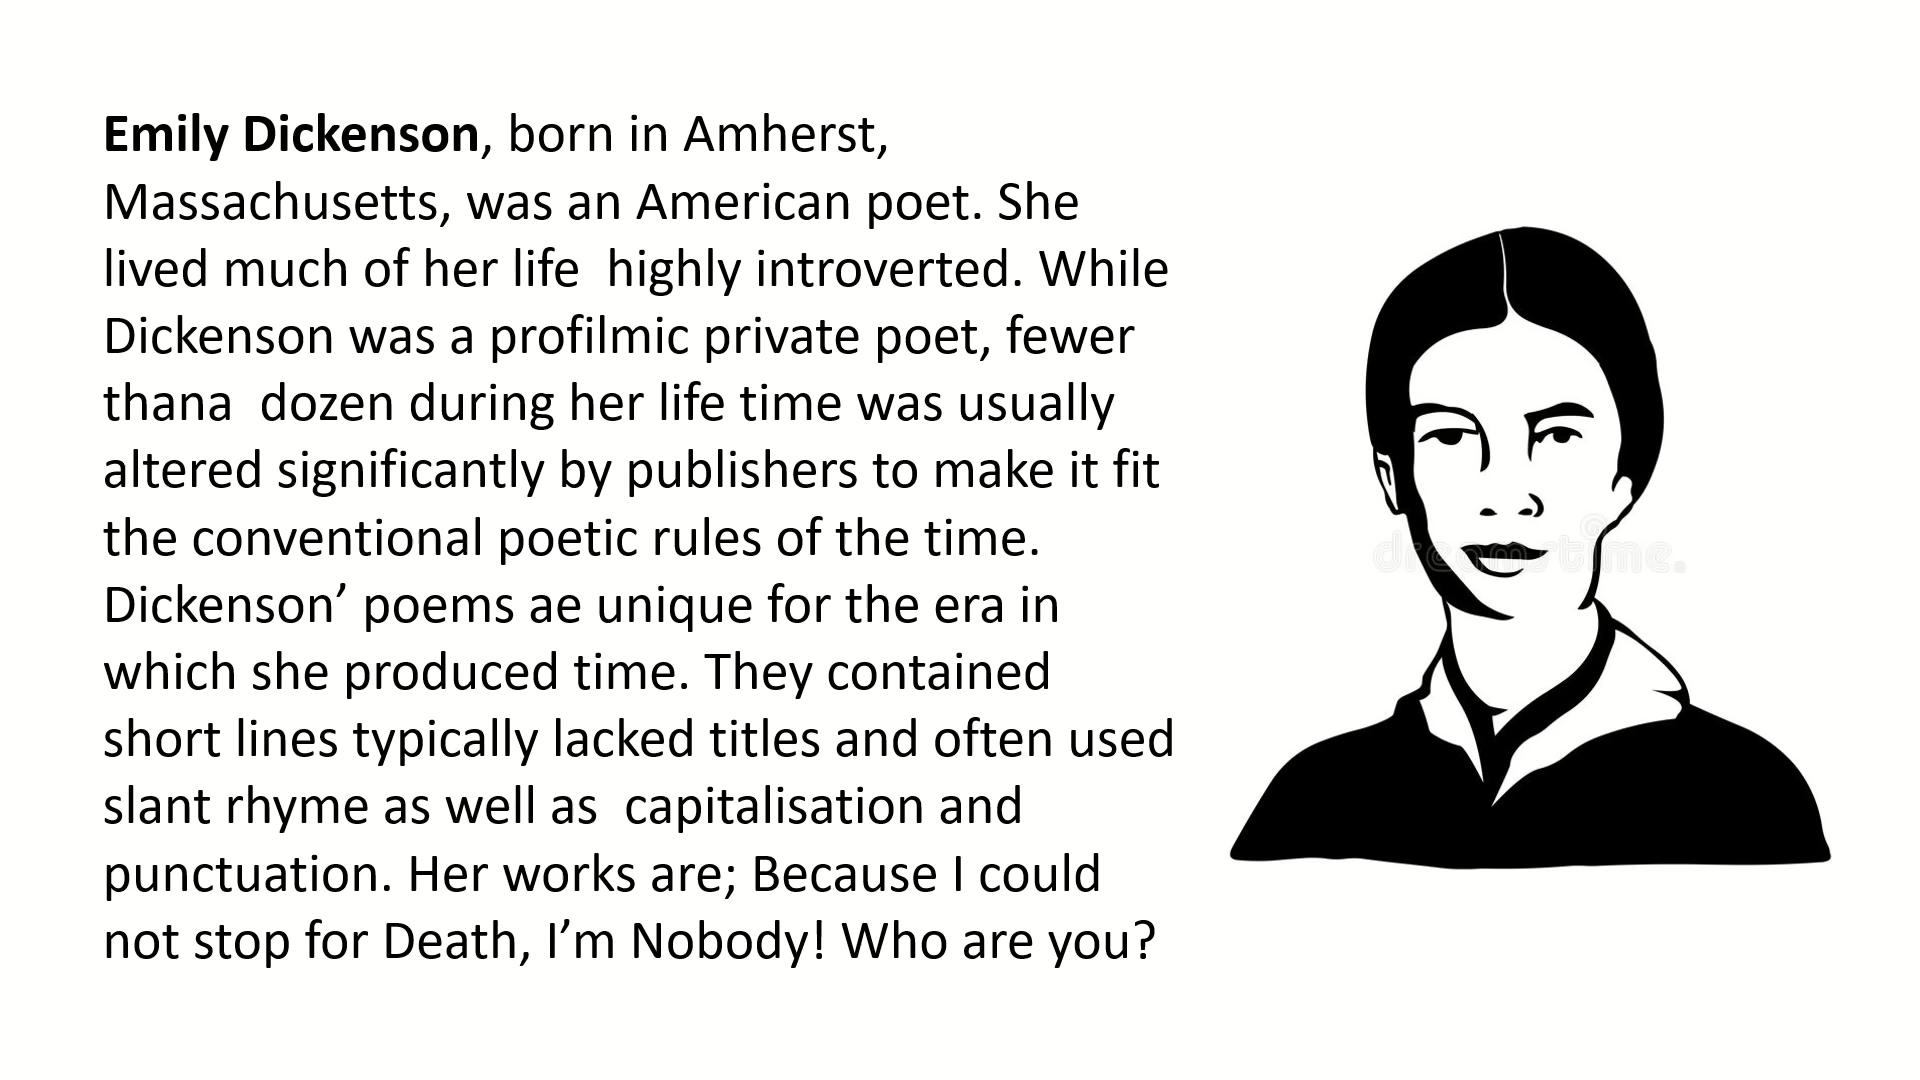 Emily Dickenson, born in Amherst,
Massachusetts, was an American poet. She
lived much of her life  highly introverted. While
Dickenson was a profilmic private poet, fewer
thana  dozen during her life time was usually
altered significantly by publishers to make it fit
the conventional poetic rules of the time.
Dickenson’ poems ae unique for the era in
which she produced time. They contained
short lines typically lacked titles and often used
slant rhyme as well as  capitalisation and
punctuation. Her works are; Because I could
not stop for Death, I’m Nobody! Who are you?
dreamstime.